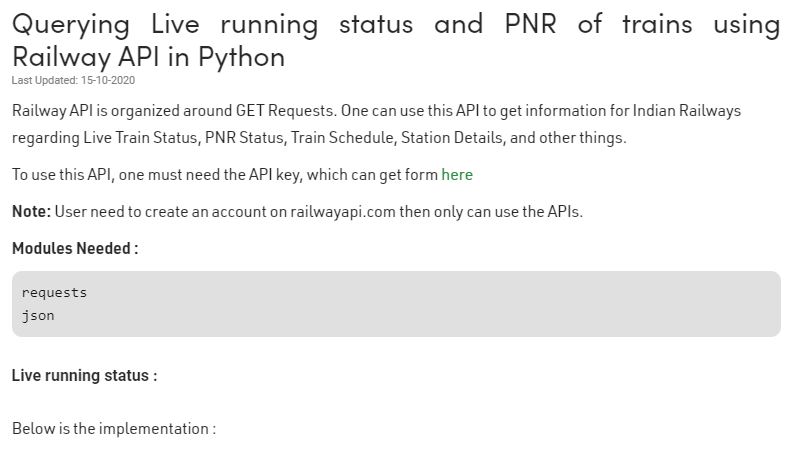 Querying Live running status and PNR of trains using
Railway API in Python
Last Updated: 15-10-2020
Railway API is organized around GET Requests. One can use this API to get information for Indian Railways
regarding Live Train Status, PNR Status, Train Schedule, Station Details, and other things.
To use this API, one must need the API key, which can get form here
Note: User need to create an account on railwayapi.com then only can use the APIs.
Modules Needed :
requests
json
Live running status :
Below is the implementation :